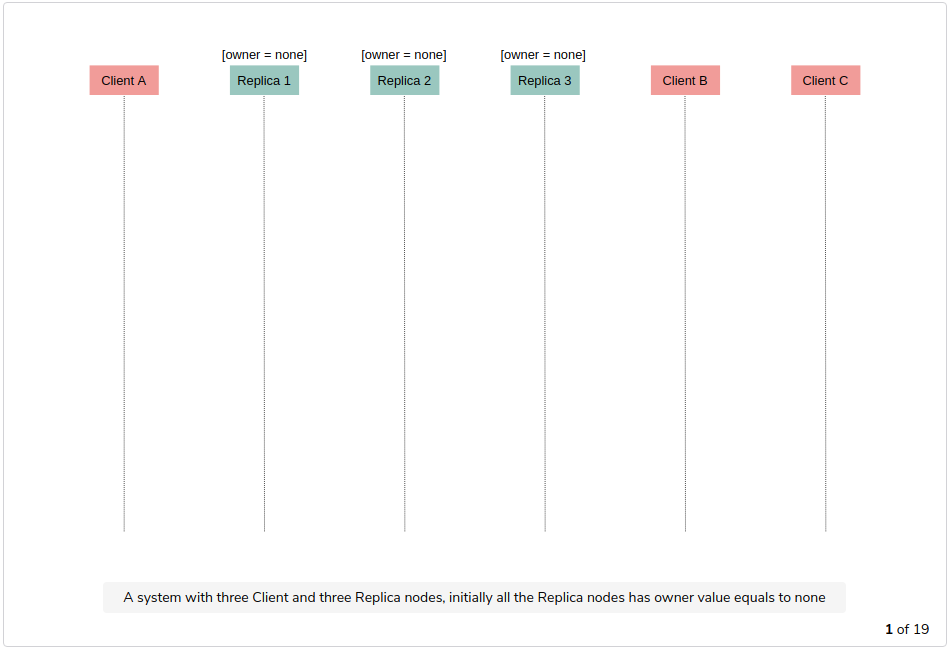 [owner = none] [owner = none] [owner = none]
Client A Replica 1 Replica 2 Replica 3 Client B Client C
A system with three Client and three Replica nodes, initially all the Replica nodes has owner value equals to none
1 of 19